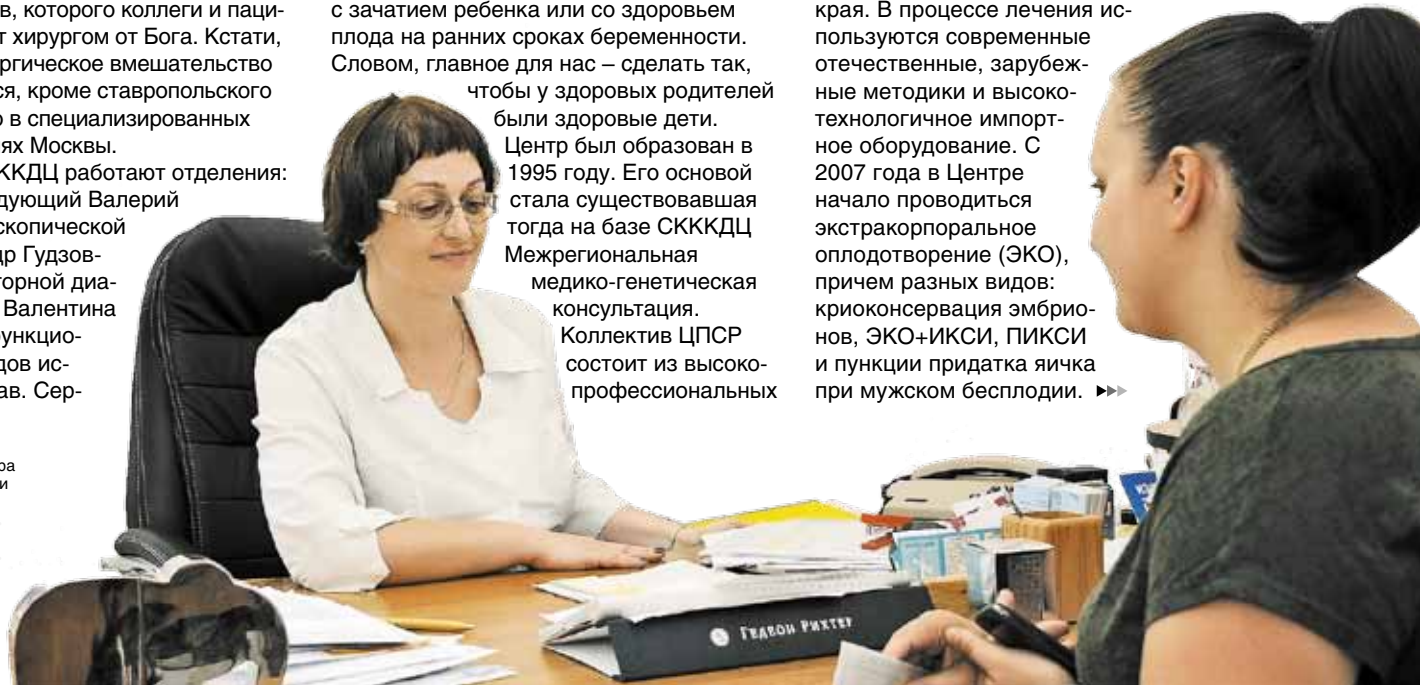 в, которого коллеги и паци-
т хирургом от Бога. Кстати,
ргическое вмешательство
ся, кроме ставропольского
о в специализированных
ях Москвы.
ККДЦ работают отделения:
дующий Валерий
скопической
др Гудзов-
горной диа-
Валентина
ункцио-
дов ис-
ав. Сер-
ра
и
с зачатием ребенка или со здоровьем
плода на ранних сроках беременности.
Словом, главное для нас – сделать так,
чтобы у здоровых родителей
были здоровые дети.
Центр был образован в
1995 году. Его основой
стала существовавшая
тогда на базе СКККДЦ
Межрегиональная
медико-генетическая
консультация.
Коллектив ЦПСР
состоит из высоко-
профессиональных
края. В процессе лечения ис-
пользуются современные
отечественные, зарубеж-
ные методики и высоко-
технологичное импорт-
ное оборудование. С
2007 года в Центре
начало проводиться
экстракорпоральное
оплодотворение (ЭКО),
причем разных видов:
криоконсервация эмбрио-
нов, ЭКО+ИКСИ, ПИКСИ
и пункции придатка яичка
при мужском бесплодии.
Гедеон Рихтер